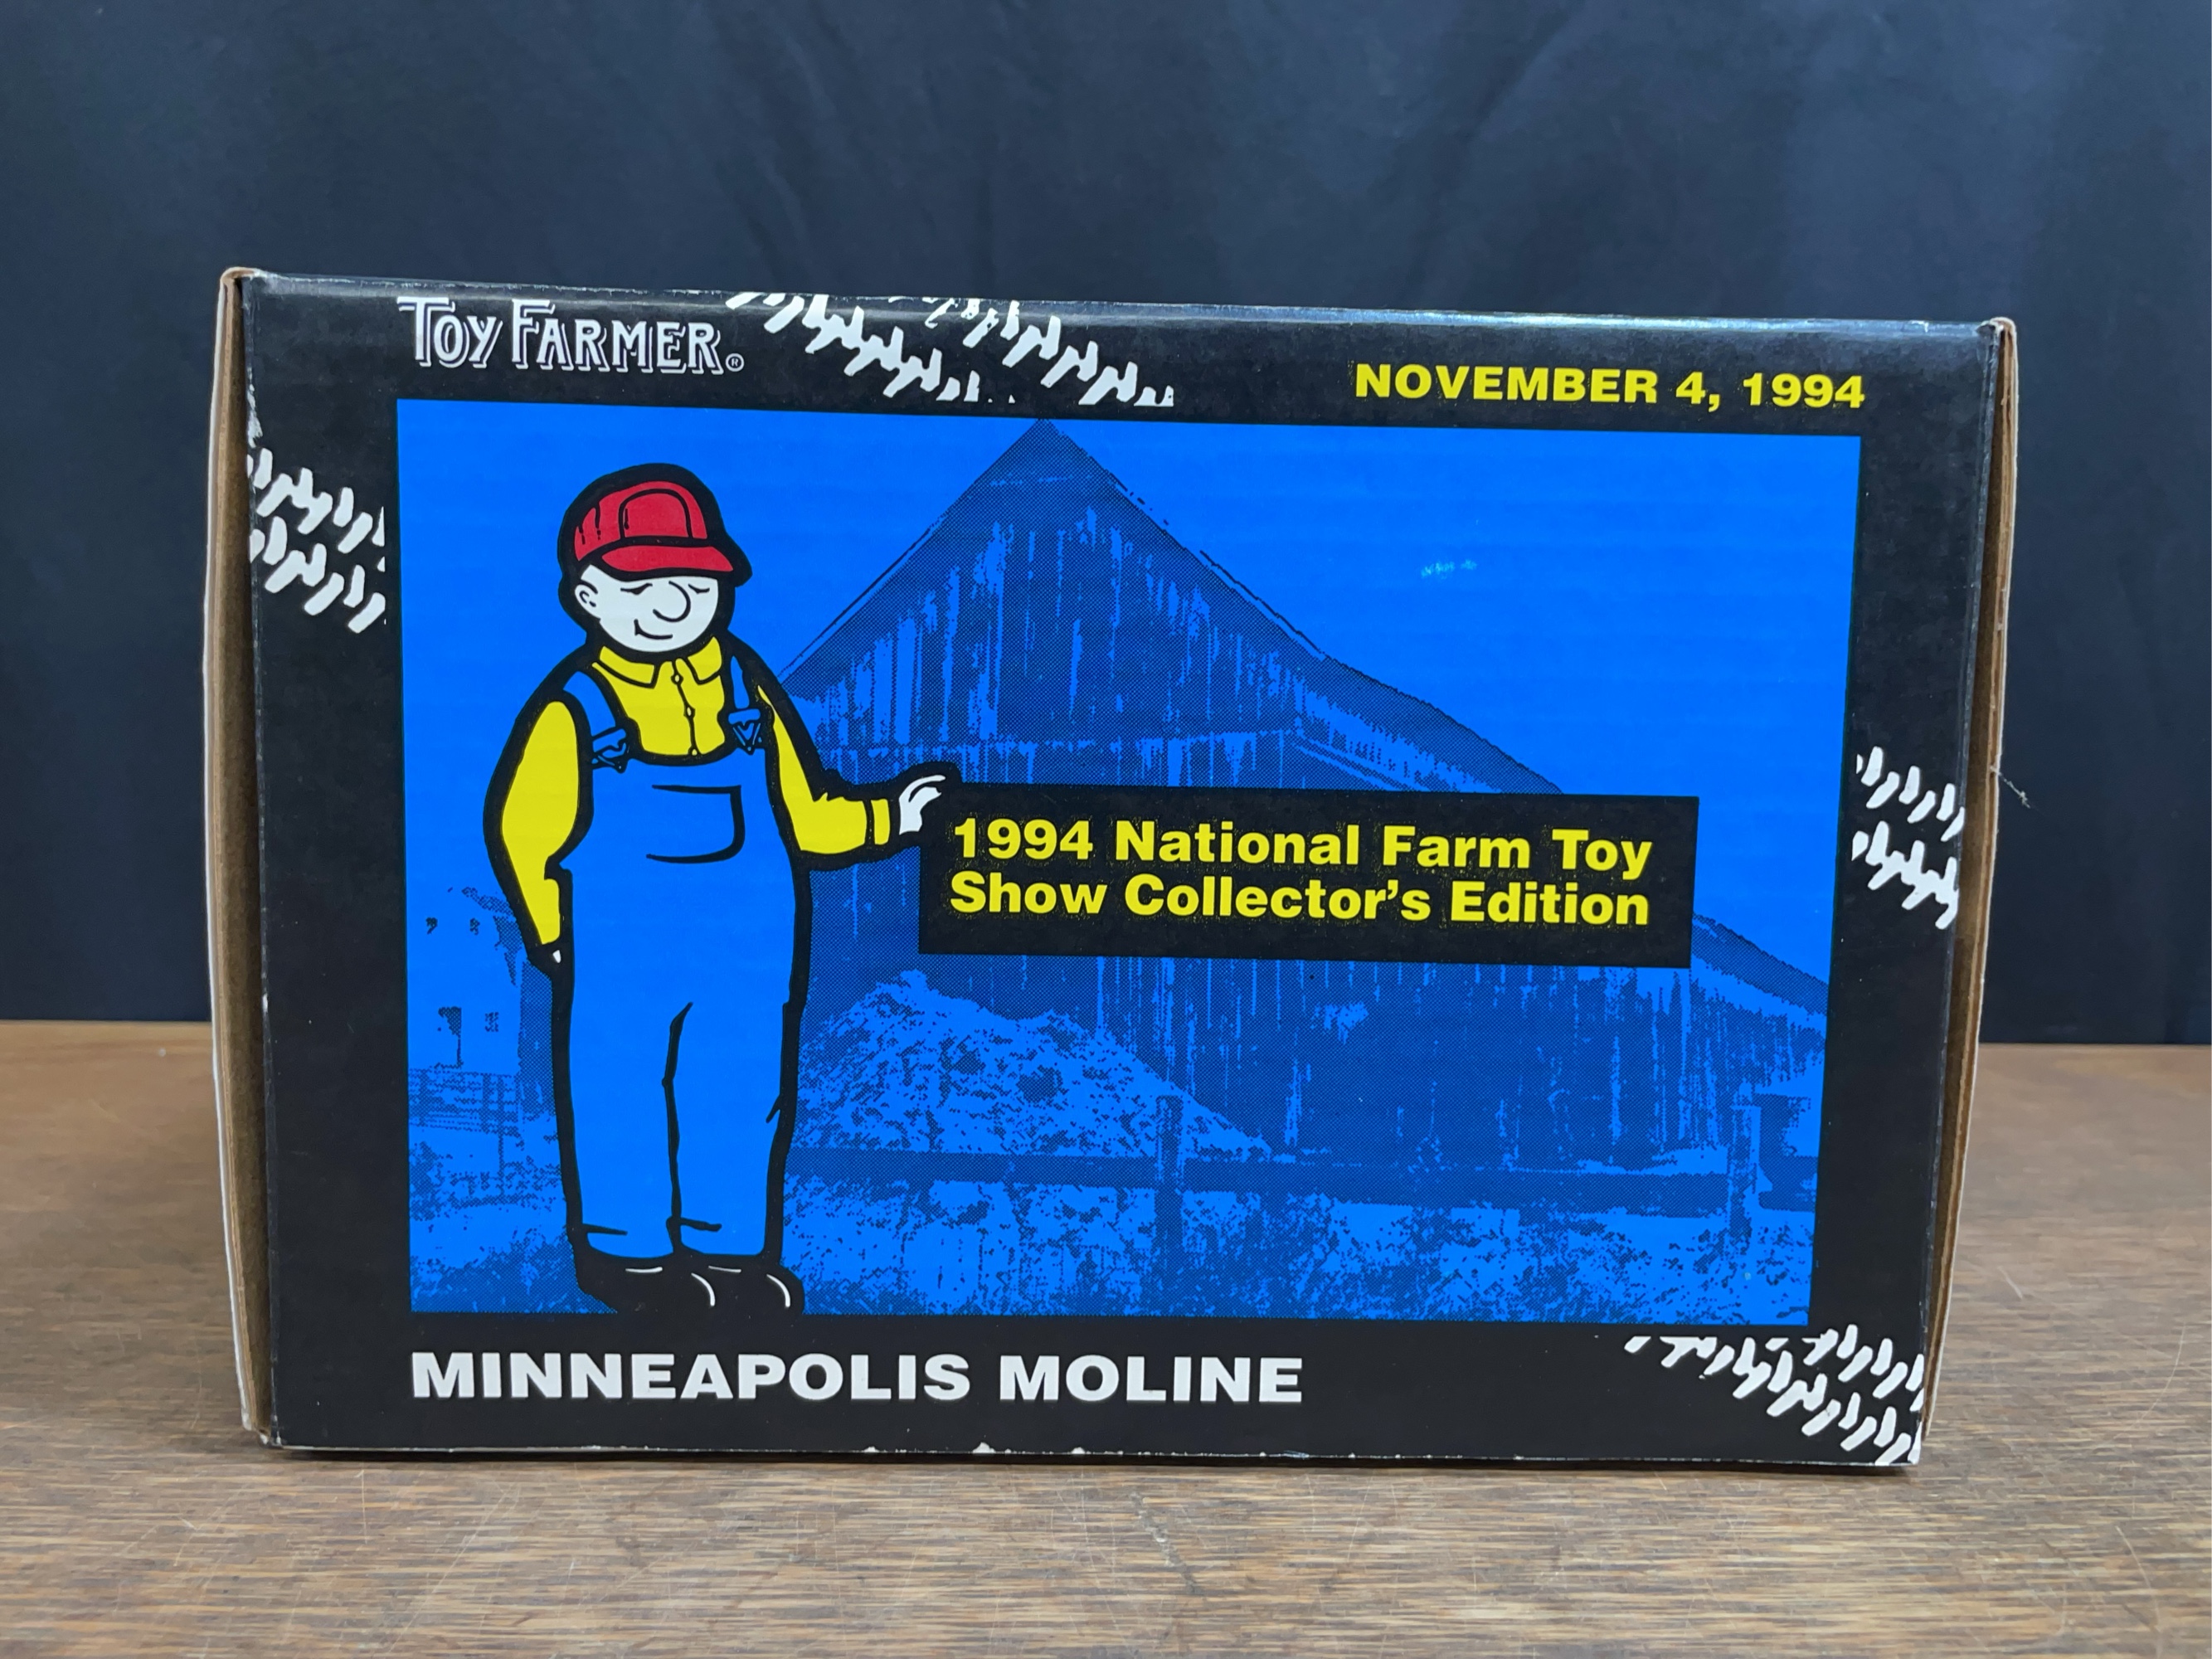 TOY FARMER®
NOVEMBER 4, 1994
1994 National Farm Toy
Show Collector's Edition
MINNEAPOLIS MOLINE